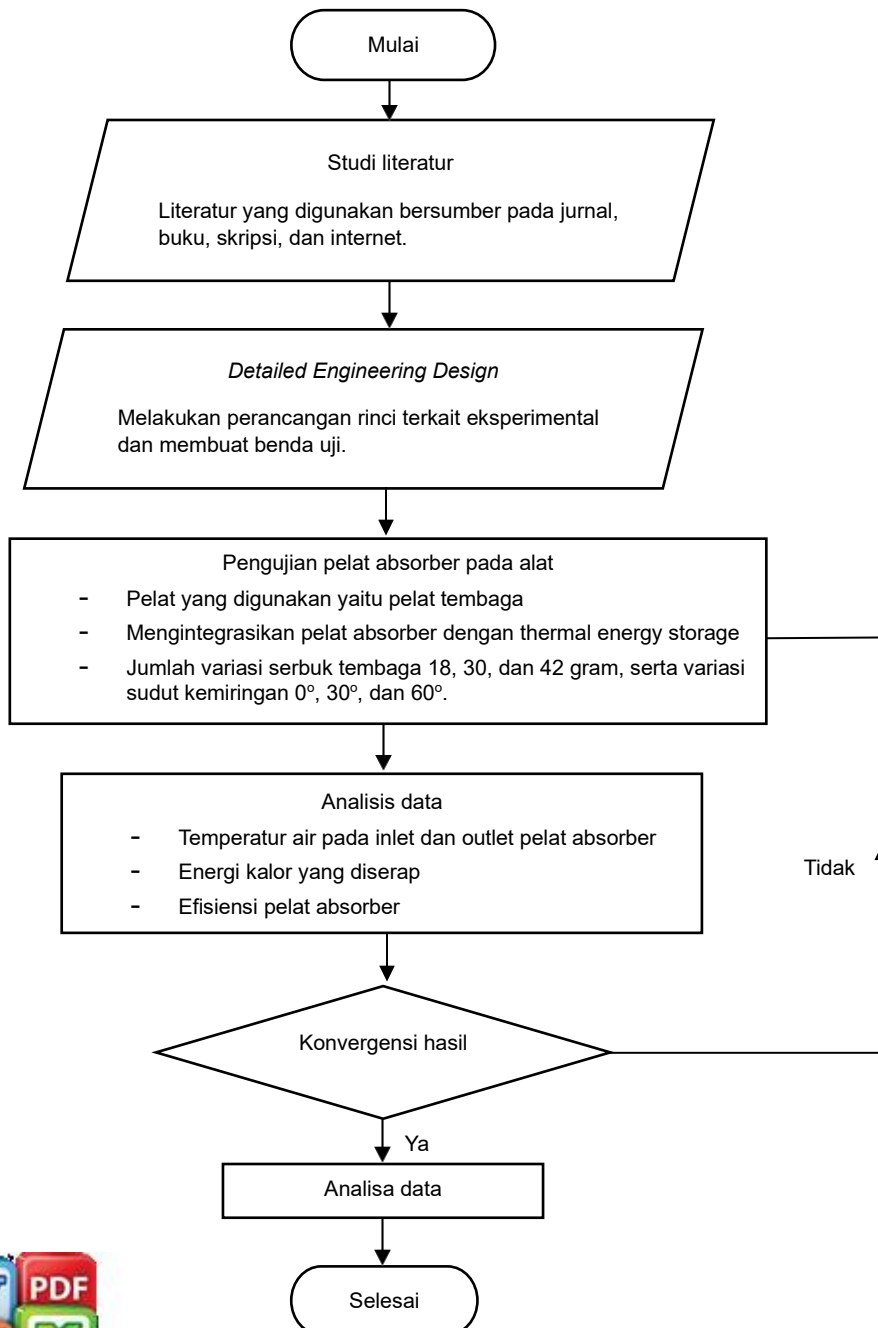 Mulai
Studi literatur
Literatur yang digunakan bersumber pada jurnal,
buku, skripsi, dan internet.
Detailed Engineering Design
Melakukan perancangan rinci terkait eksperimental
dan membuat benda uji.
Pengujian pelat absorber pada alat
- Pelat yang digunakan yaitu pelat tembaga
- Mengintegrasikan pelat absorber dengan thermal energy storage
- Jumlah variasi serbuk tembaga 18, 30, dan 42 gram, serta variasi
sudut kemiringan 0°, 30°, dan 60°.
Analisis data
- Temperatur air pada inlet dan outlet pelat absorber
- Energi kalor yang diserap
- Efisiensi pelat absorber
Tidak
Konvergensi hasil
Ya
Analisa data
Selesai
PDF